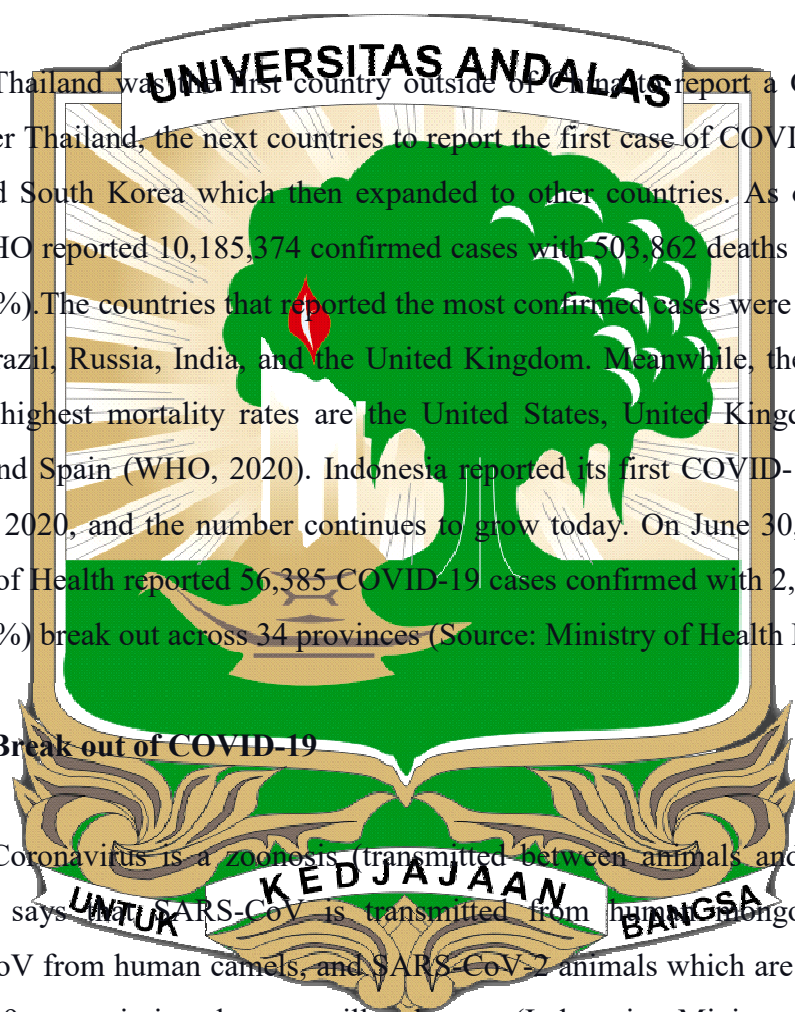 UNIVERSITAS ANDALAS
Thailand was the first country outside of China to report a
er Thailand, the next countries to report the first case of COVI
d South Korea which then expanded to other countries. As
HO reported 10,185,374 confirmed cases with 503,862 deaths
%).The countries that reported the most confirmed cases were
razil, Russia, India, and the United Kingdom. Meanwhile, the
highest mortality rates are the United States, United Kingd
nd Spain (WHO, 2020). Indonesia reported its first COVID-
2020, and the number continues to grow today. On June 30,
of Health reported 56,385 COVID-19 cases confirmed with 2,
%) break out across 34 provinces (Source: Ministry of Health
Break out of COVID-19
Coronavirus is a zoonosis (transmitted between animals and
KEDJAJAAN
says that SARS-CoV is transmitted from human mongo
UNTUK BANGSA
oV from human camels, and SARS-CoV-2 animals which are